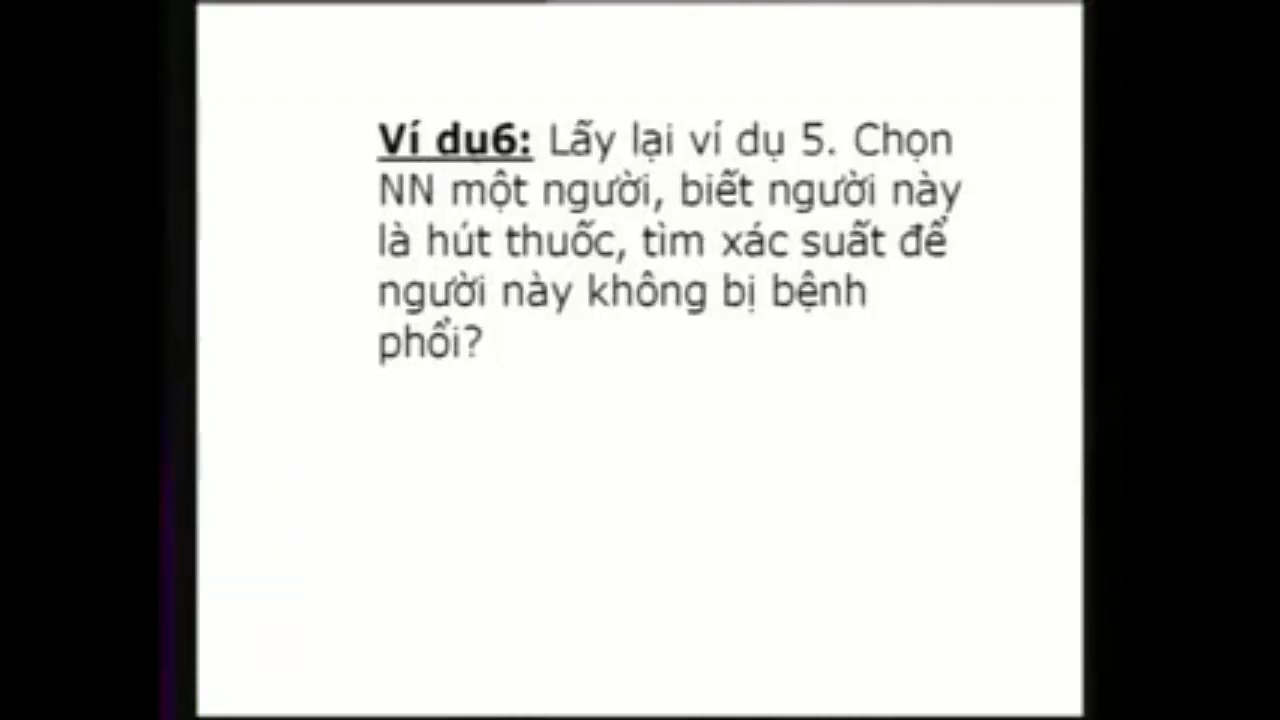 Ví dụ6: Lấy lại ví dụ 5. Chọn
NN một người, biết người này
là hút thuốc, tìm xác suất để
người này không bị bệnh
phổi?